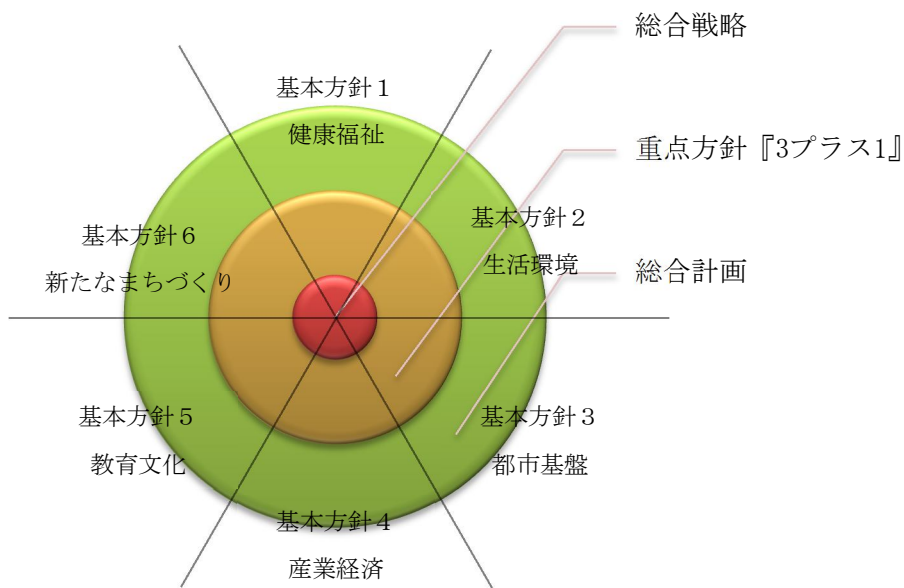 総合戦略
基本方針１
健康福祉
重点方針『3プラス1』
基本方針２
生活環境
基本方針６
新たなまちづくり
総合計画
基本方針５
教育文化
基本方針３
都市基盤
基本方針４
産業経済